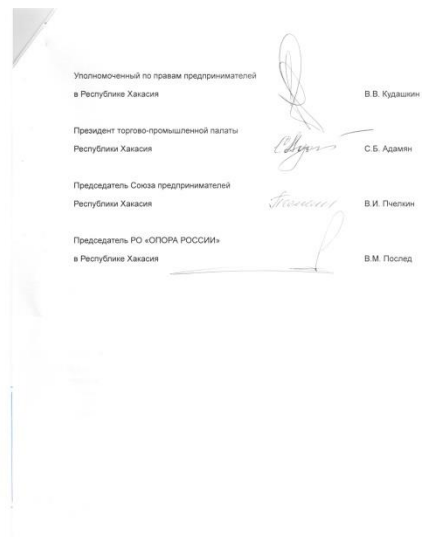 Уполномоченный по правам предпринимателей
в Республике Хакасия В.В. Кудашкин
Президент торгово-промышленной палаты
Республики Хакасия С.Б. Адамян
Председатель Союза предпринимателей
Республики Хакасия В.И. Пчелкин
Председатель РО «ОПОРА РОССИИ»
в Республике Хакасия В.М. Послед